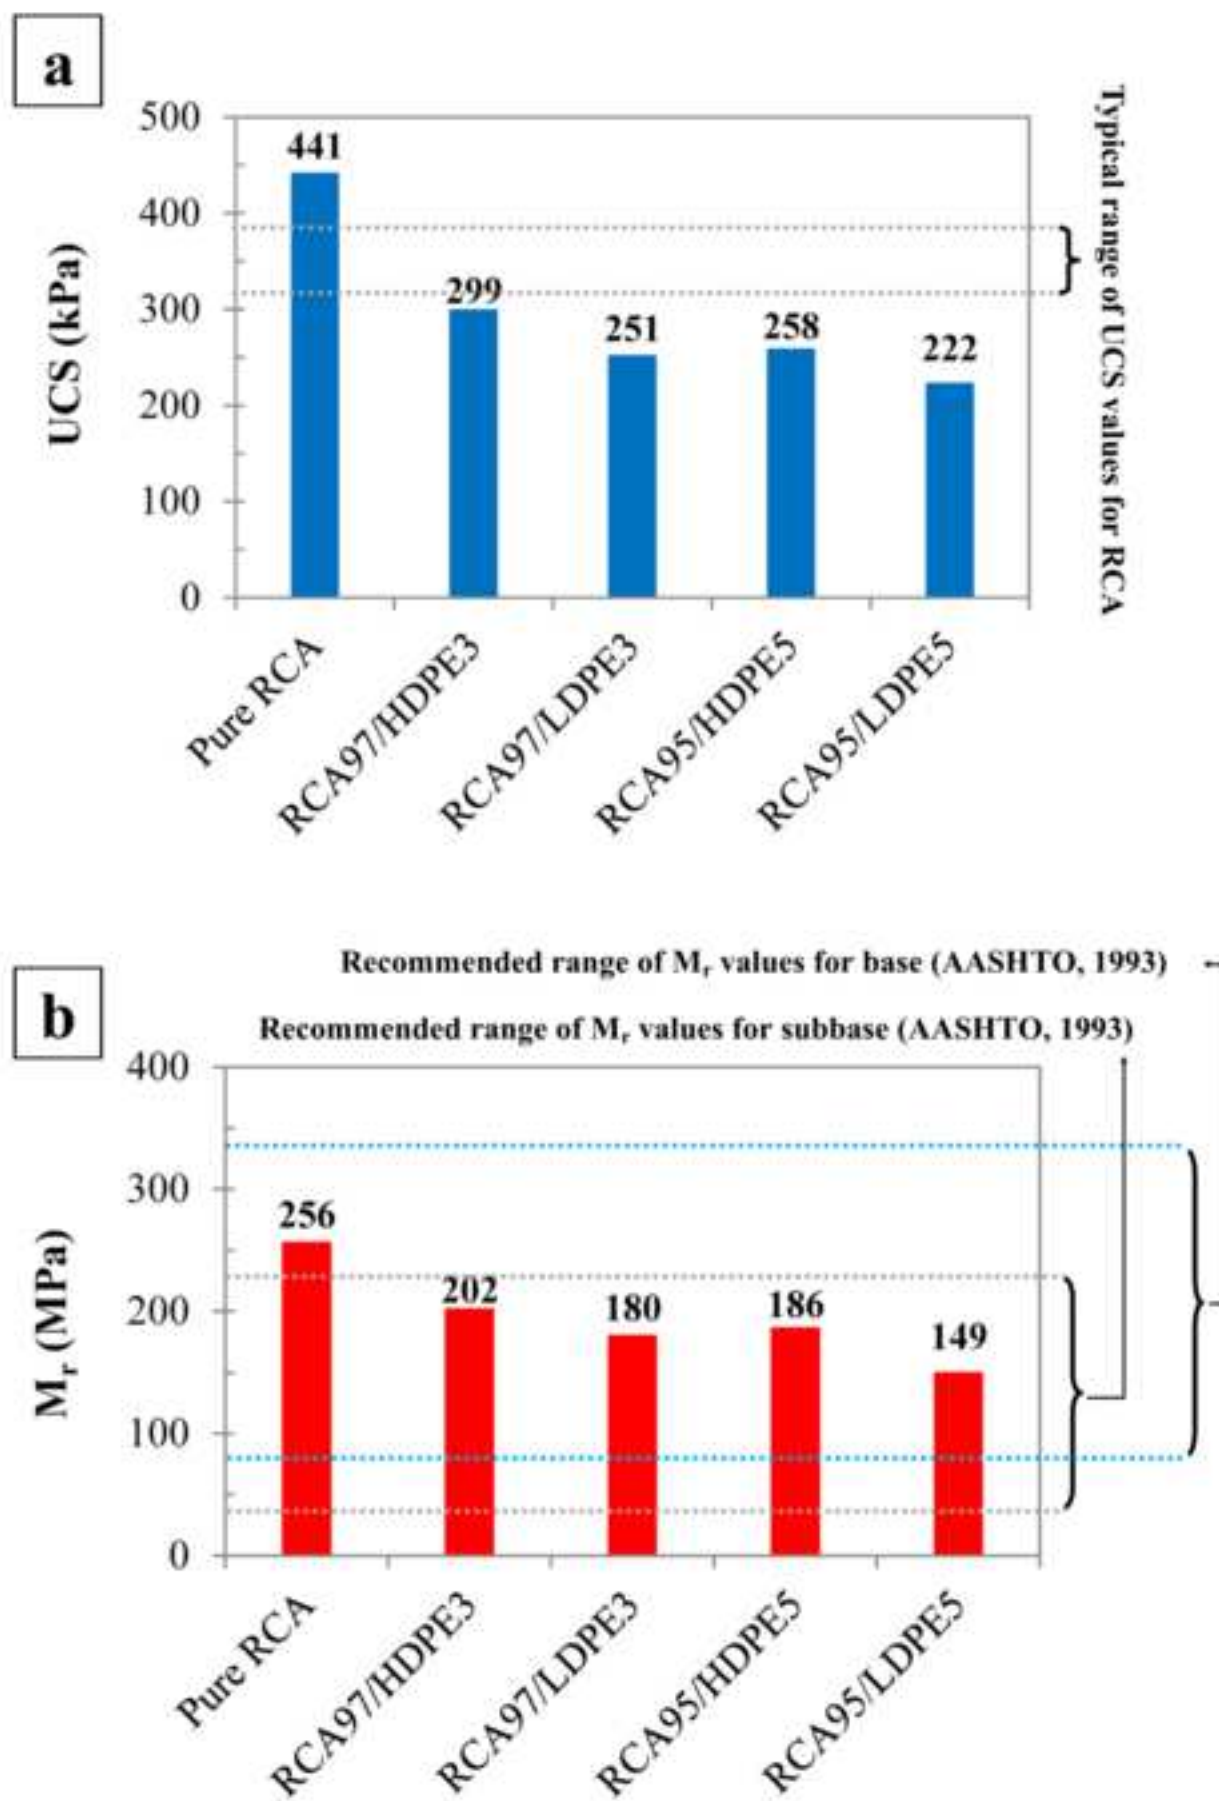 a
500
400
300
200
100
0
UCS (kPa)
441
299
251
258
222
Typical range of UCS values for RCA
Pure RCA
RCA97/HDPE3
RCA97/LDPE3
RCA95/HDPE5
RCA95/LDPE5
Recommended range of Mr values for base (AASHTO, 1993)
b
Recommended range of Mr values for subbase (AASHTO, 1993)
400
300
200
100
0
Mr (MPa)
256
202
180
186
149
Pure RCA
RCA97/HDPE3
RCA97/LDPE3
RCA95/HDPE5
RCA95/LDPE5